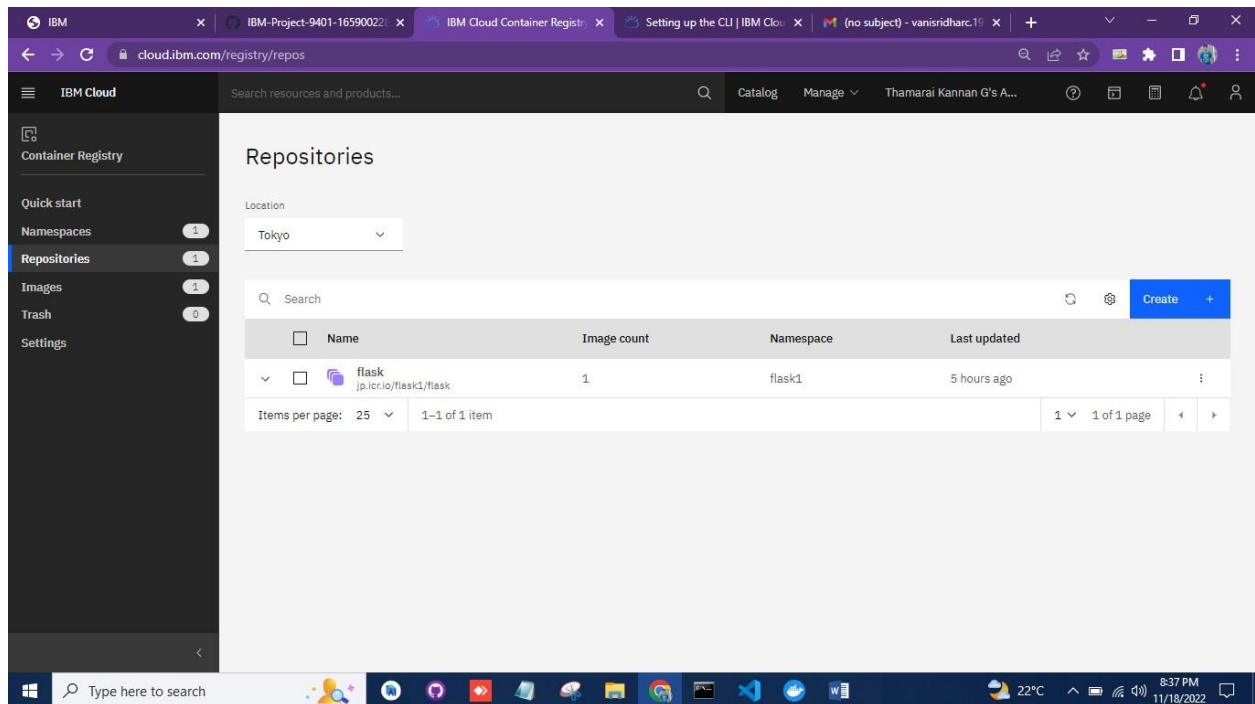 IBM
IBM-Project-9401-16590022
IBM Cloud Container Registry
Setting up the CLI | IBM Clou
(no subject) - vanisridharc.19
cloud.ibm.com/registry/repos
IBM Cloud
Search resources and products...
Catalog
Manage
Thamarai Kannan G's A...
Container Registry
Quick start
Namespaces 1
Repositories 1
Images 1
Trash 0
Settings
Repositories
Location
Tokyo
Search
Create +
Name Image count Namespace Last updated
flask 1 flask1 5 hours ago
jp.icr.io/flask1/flask
Items per page: 25 1–1 of 1 item 1 1 of 1 page
Type here to search
22°C
8:37 PM
11/18/2022